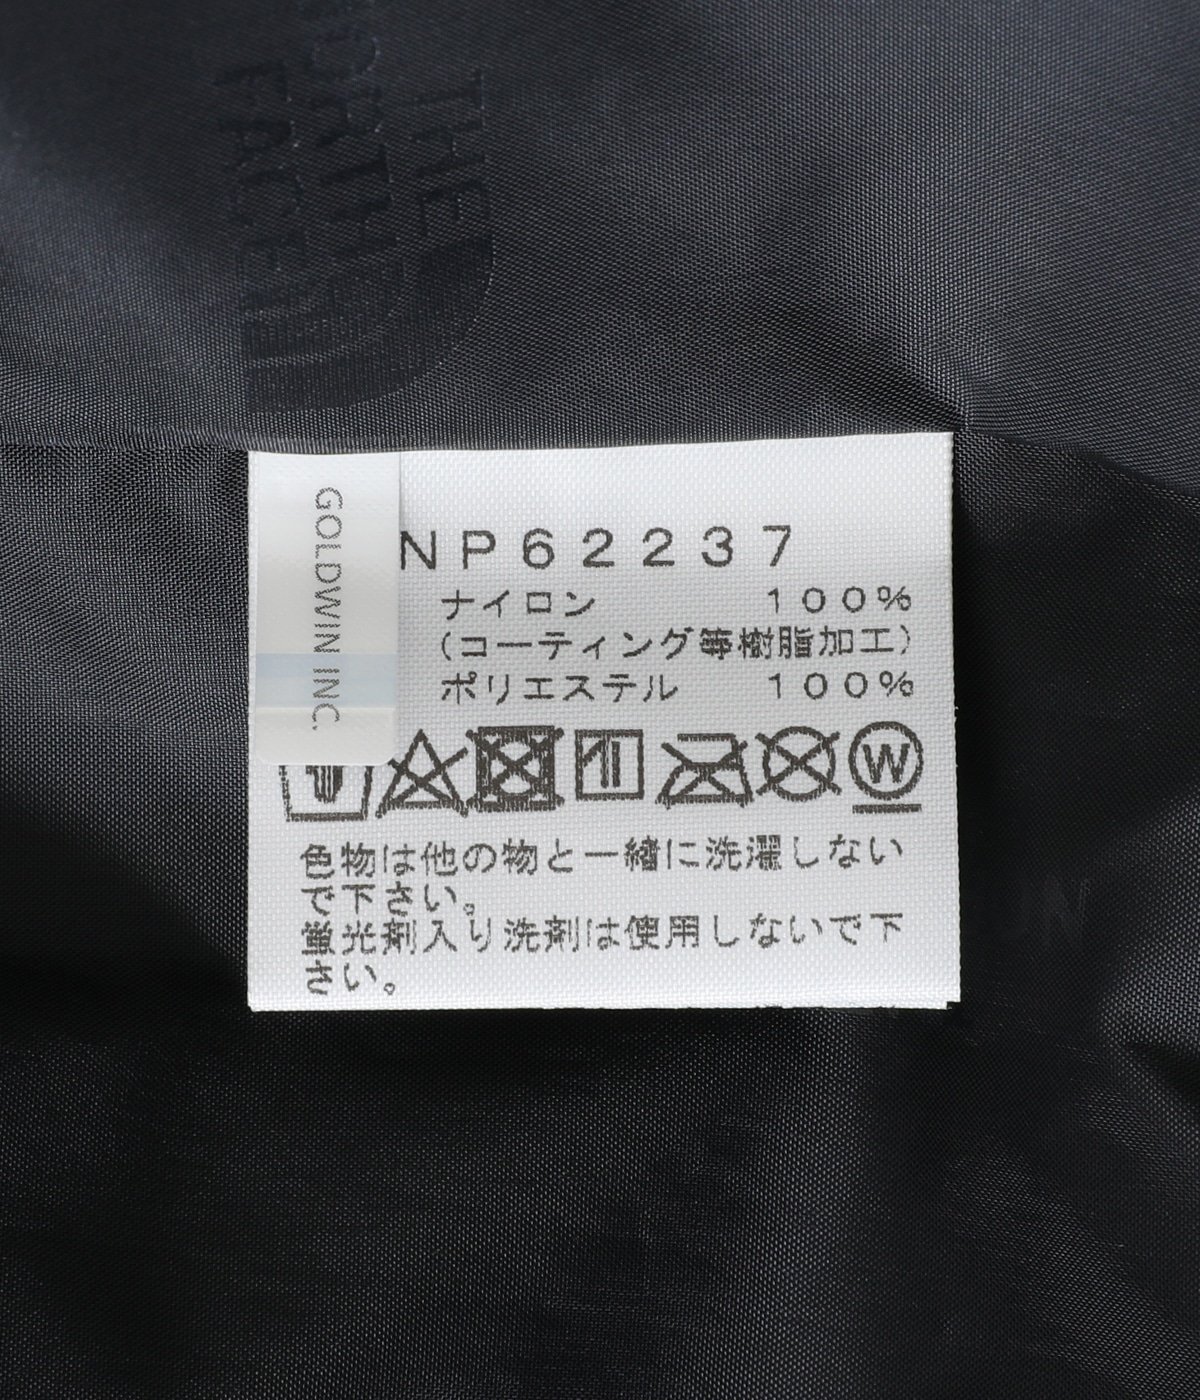 THE
NORTH
FACE
GOLDWIN INC.
NP62237
ナイロン 100%
(コーティング等樹脂加工)
ポリエステル 100%
W
色物は他の物と一緒に洗濯しない
で下さい。
蛍光剤入り洗剤は使用しないで下
さい。